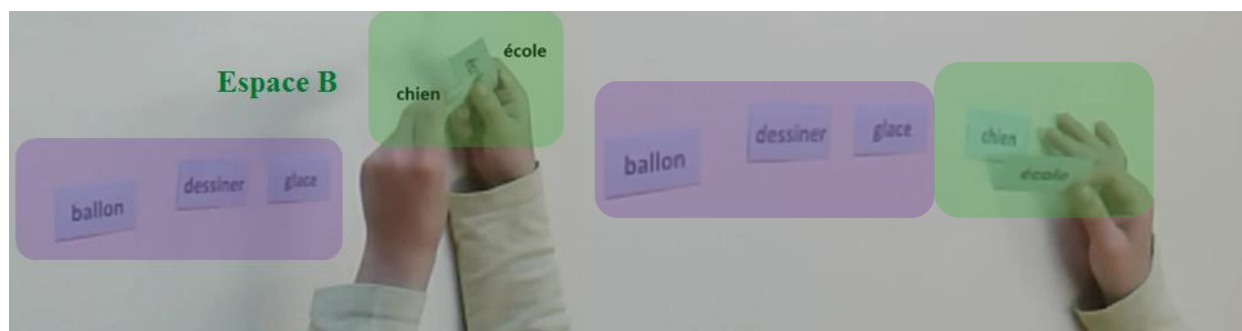 Espace B
école
chien
ballon
dessiner
glace
ballon
dessiner
glace
chien
école